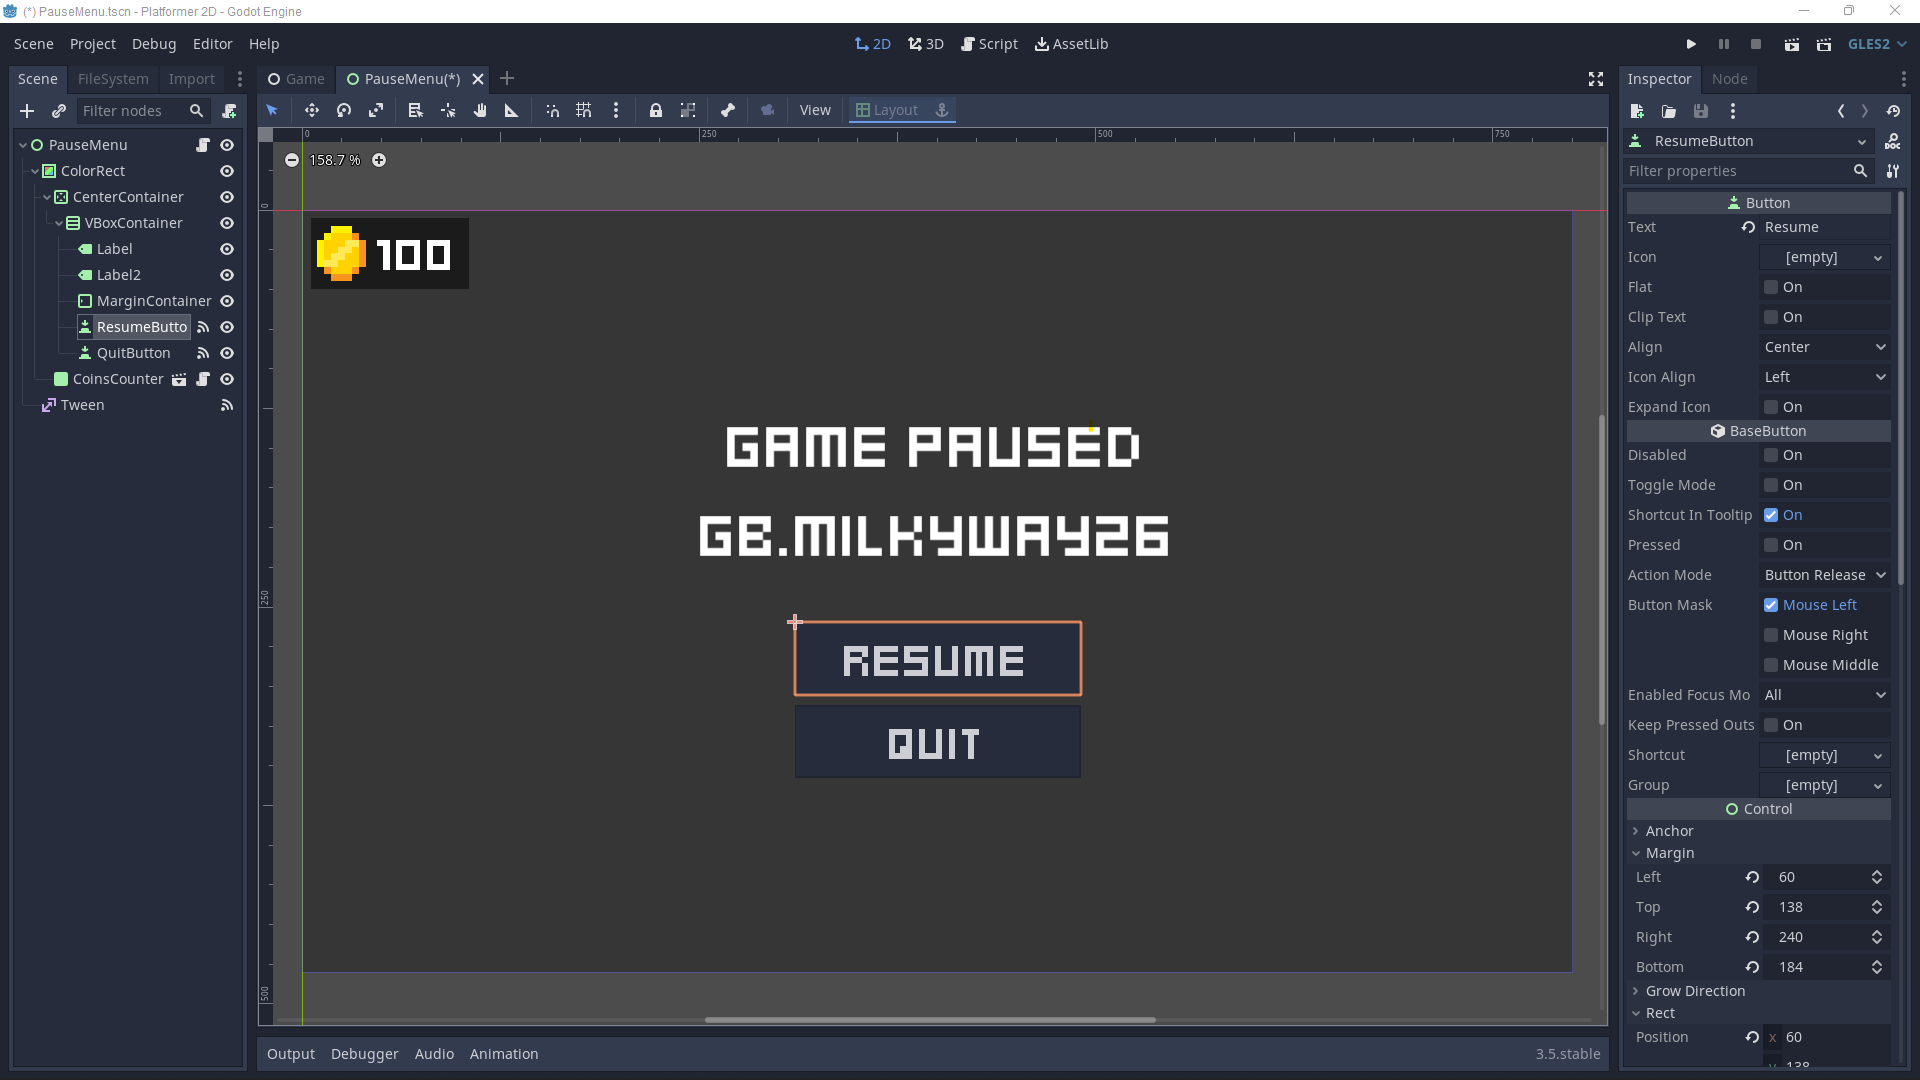 (*) PauseMenu.tscn - Platformer 2D - Godot Engine
Scene Project Debug Editor Help
2D 3D Script AssetLib
GLES2
Scene FileSystem Import
Game PauseMenu(*)
Inspector Node
Filter nodes
View Layout
PauseMenu
ColorRect
CenterContainer
VBoxContainer
Label
Label2
MarginContainer
ResumeButto
QuitButton
CoinsCounter
Tween
0 250 500 750
158.7 %
0
250
500
100
GAME PAUSED
GB.MILKYWAY26
RESUME
QUIT
ResumeButton
Filter properties
Button
Text Resume
Icon [empty]
Flat On
Clip Text On
Align Center
Icon Align Left
Expand Icon On
BaseButton
Disabled On
Toggle Mode On
Shortcut In Tooltip On
Pressed On
Action Mode Button Release
Button Mask Mouse Left
Mouse Right
Mouse Middle
Enabled Focus Mo All
Keep Pressed Outs On
Shortcut [empty]
Group [empty]
Control
Anchor
Margin
Left 60
Top 138
Right 240
Bottom 184
Grow Direction
Rect
Position x 60
y 138
Output Debugger Audio Animation
3.5.stable